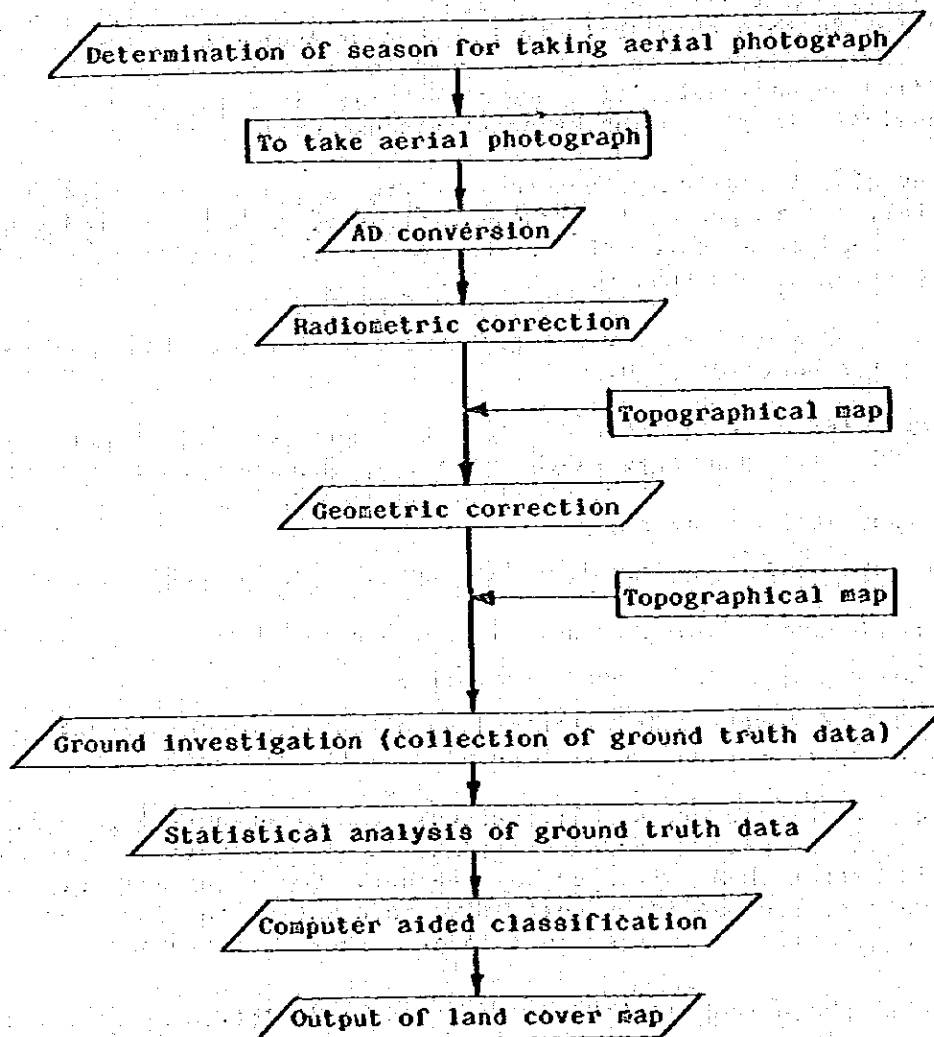 Determination of season for taking aerial photograph
To take aerial photograph
AD conversion
Radiometric correction
Topographical map
Geometric correction
Topographical map
Ground investigation (collection of ground truth data)
Statistical analysis of ground truth data
Computer aided classification
Output of land cover map